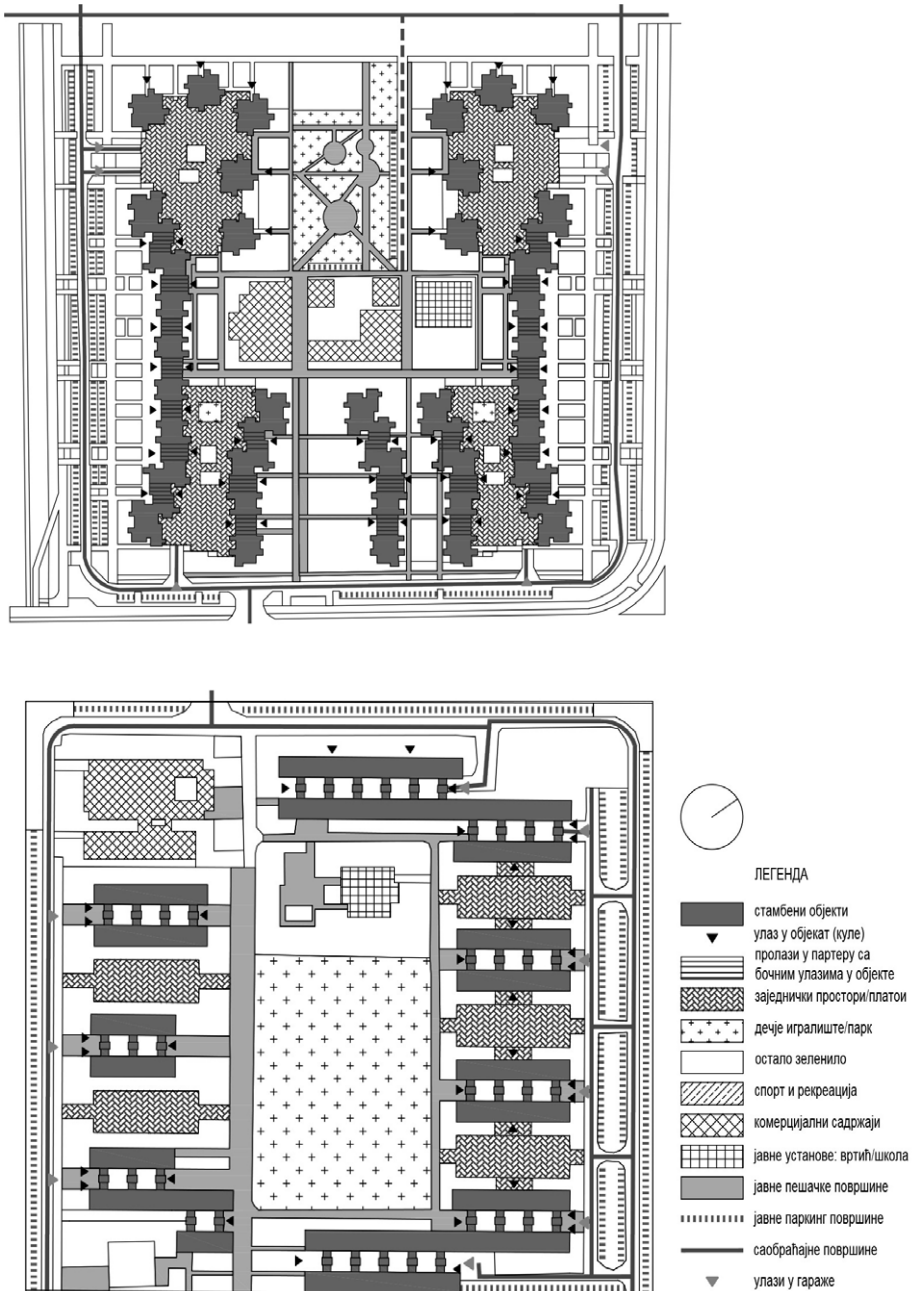 ЛЕГЕНДА
стамбени објекти
улаз у објекат (куле)
пролази у партеру са
бочним улазима у објекте
заједнички простори/платои
дечје игралиште/парк
остало зеленило
спорт и рекреација
комерцијални садржаји
јавне установе: вртић/школа
јавне пешачке површине
јавне паркинг површине
саобраћајне површине
улази у гараже